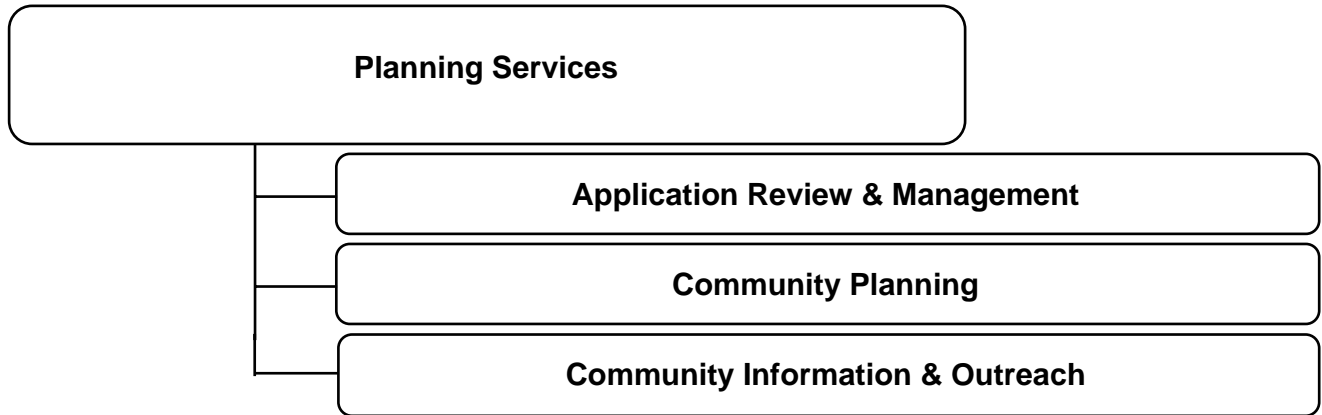 Planning Services
Application Review & Management
Community Planning
Community Information & Outreach